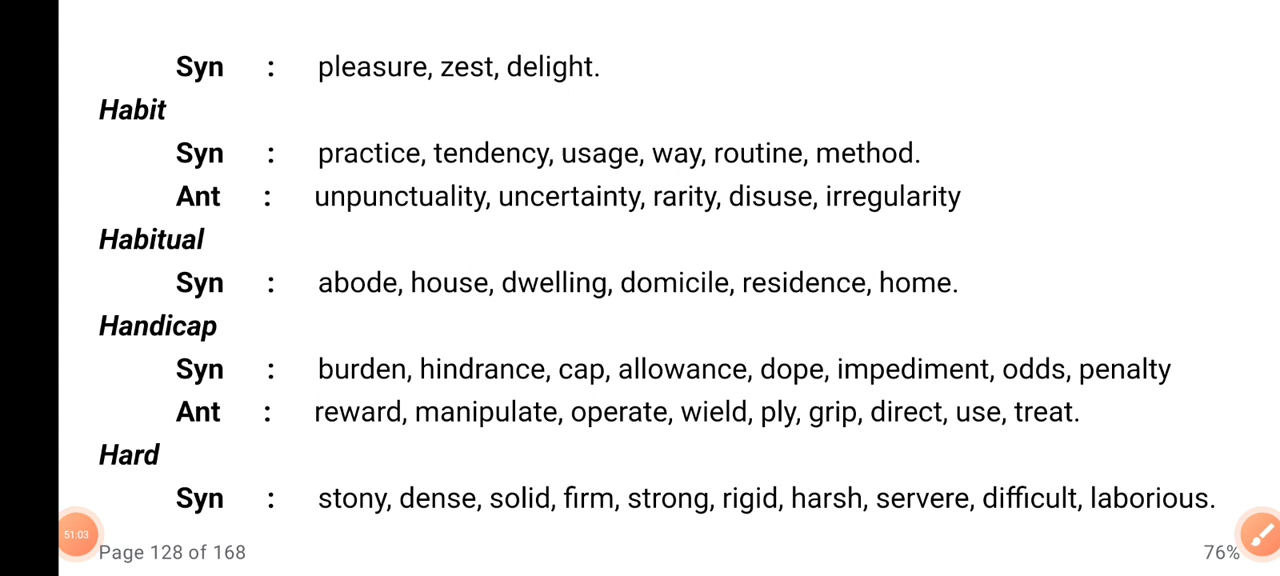 Syn : pleasure, zest, delight.
Habit
Syn : practice, tendency, usage, way, routine, method.
Ant : unpunctuality, uncertainty, rarity, disuse, irregularity
Habitual
Syn : abode, house, dwelling, domicile, residence, home.
Handicap
Syn : burden, hindrance, cap, allowance, dope, impediment, odds, penalty
Ant : reward, manipulate, operate, wield, ply, grip, direct, use, treat.
Hard
Syn : stony, dense, solid, firm, strong, rigid, harsh, servere, difficult, laborious.
51:03
Page 128 of 168 76%